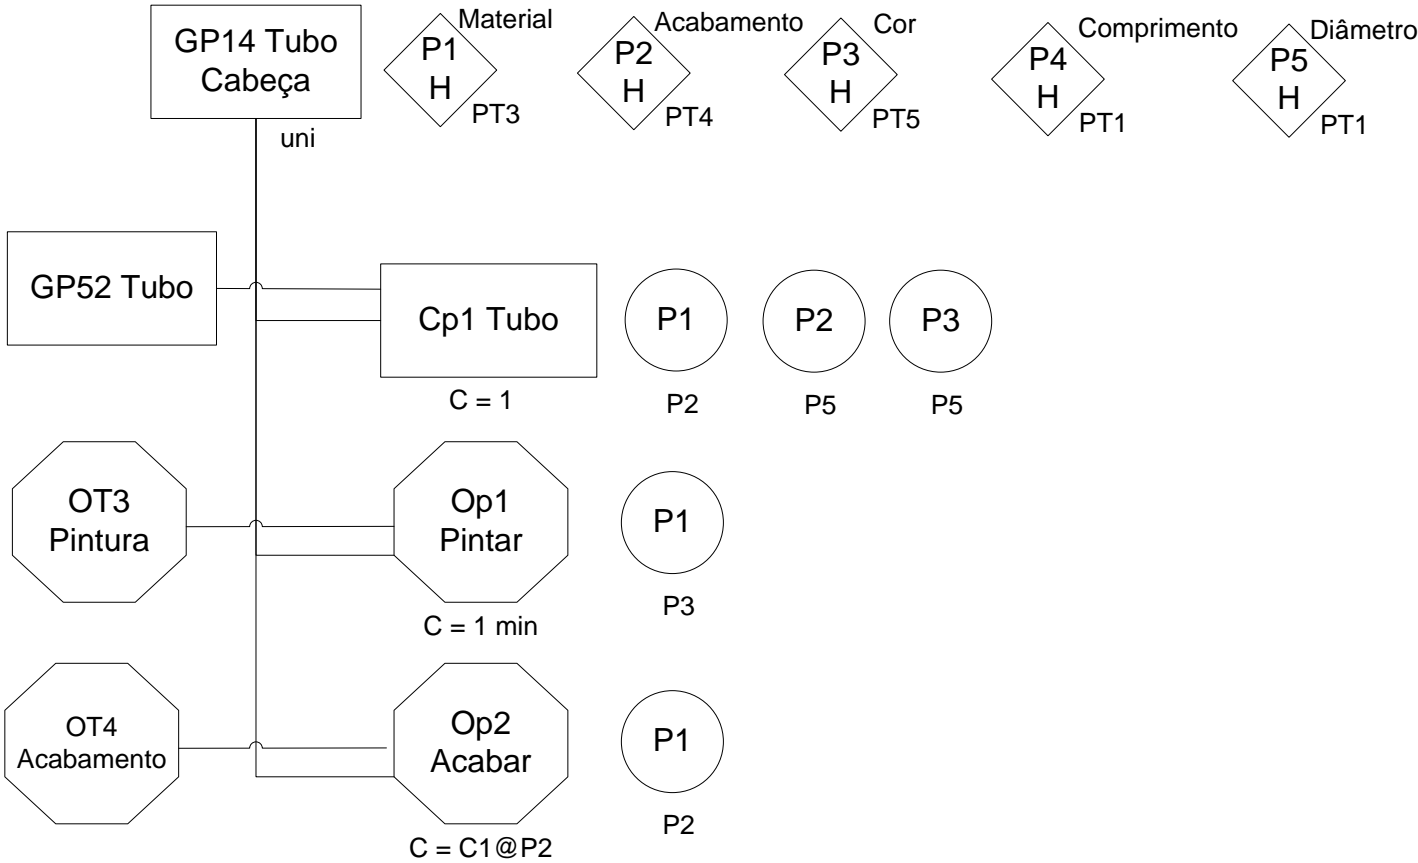 GP14 Tubo
Cabeça
uni
Material
P1
H
PT3
Acabamento
P2
H
PT4
Cor
P3
H
PT5
Comprimento
P4
H
PT1
Diâmetro
P5
H
PT1
GP52 Tubo
Cp1 Tubo
C = 1
P1
P2
P2
P5
P3
P5
OT3
Pintura
Op1
Pintar
C = 1 min
P1
P3
OT4
Acabamento
Op2
Acabar
C = C1@P2
P1
P2